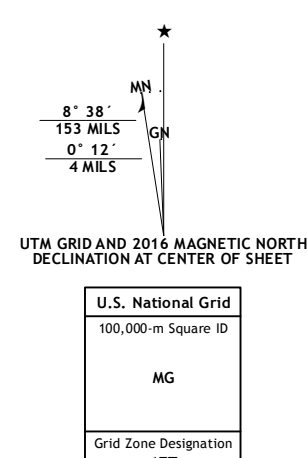 ★
MN
GN
8° 38´
153 MILS
0° 12´
4 MILS
UTM GRID AND 2016 MAGNETIC NORTH
DECLINATION AT CENTER OF SHEET
U.S. National Grid
100,000-m Square ID
MG
Grid Zone Designation